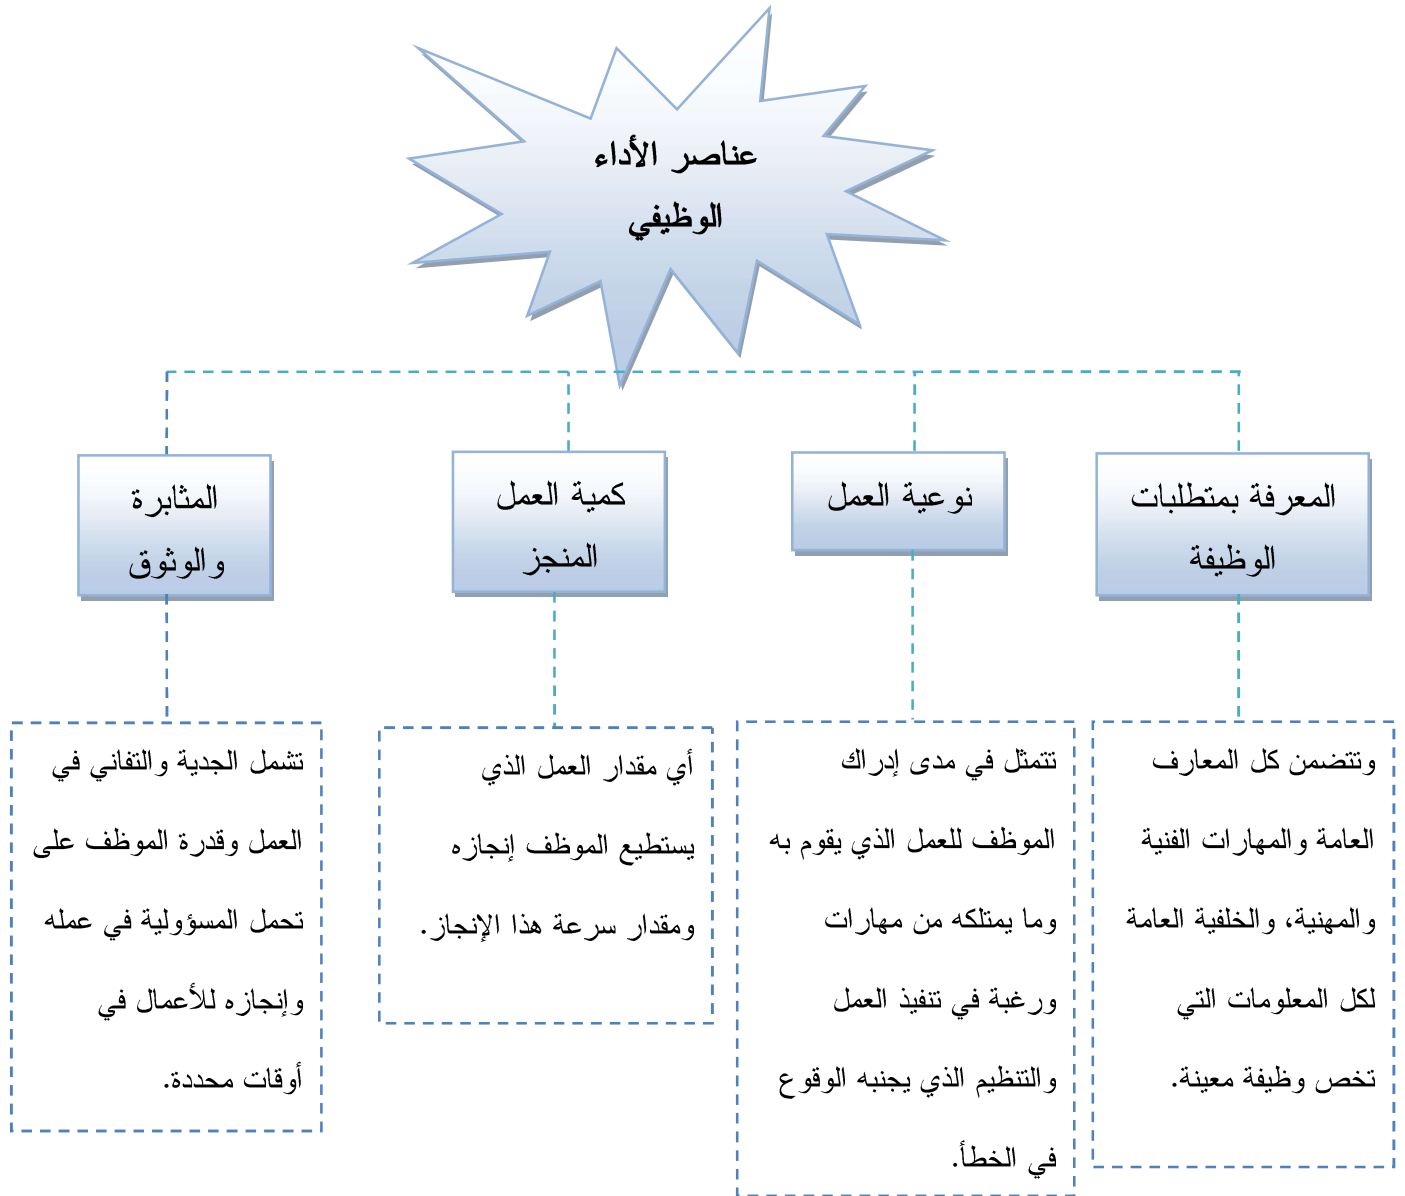 عناصر الأداء
الوظيفي
المعرفة بمتطلبات
الوظيفة
نوعية العمل
كمية العمل
المنجز
المثابرة
والوثوق
وتتضمن كل المعارف
العامة والمهارات الفنية
والمهنية، والخلفية العامة
لكل المعلومات التي
تخص وظيفة معينة.
تتمثل في مدى إدراك
الموظف للعمل الذي يقوم به
وما يمتلكه من مهارات
ورغبة في تنفيذ العمل
والتنظيم الذي يجنبه الوقوع
في الخطأ.
أي مقدار العمل الذي
يستطيع الموظف إنجازه
ومقدار سرعة هذا الإنجاز.
تشمل الجدية والتفاني في
العمل وقدرة الموظف على
تحمل المسؤولية في عمله
وإنجازه للأعمال في
أوقات محددة.